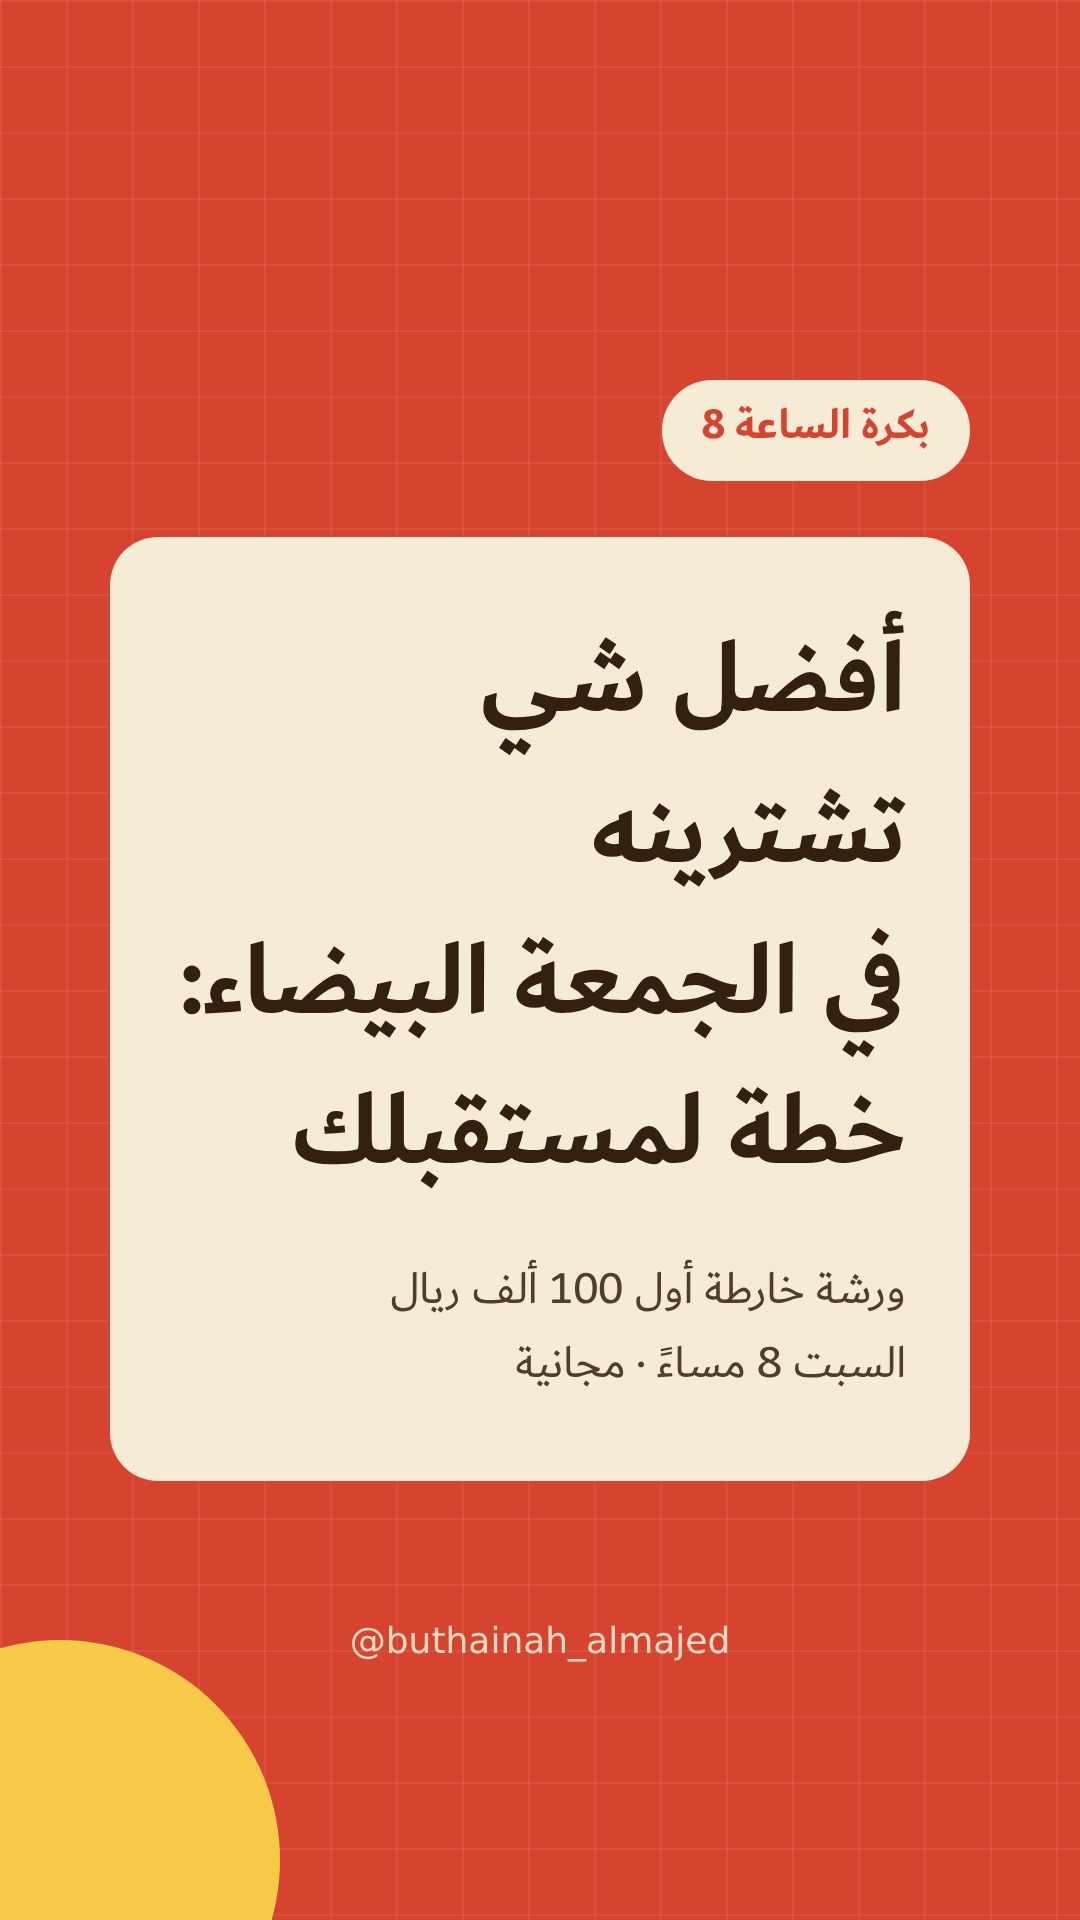 بكرة الساعة 8
أفضل شي
تشترينه
في الجمعة البيضاء:
خطة لمستقبلك
ورشة خارطة أول 100 ألف ريال
السبت 8 مساءً · مجانية
@buthainah_almajed